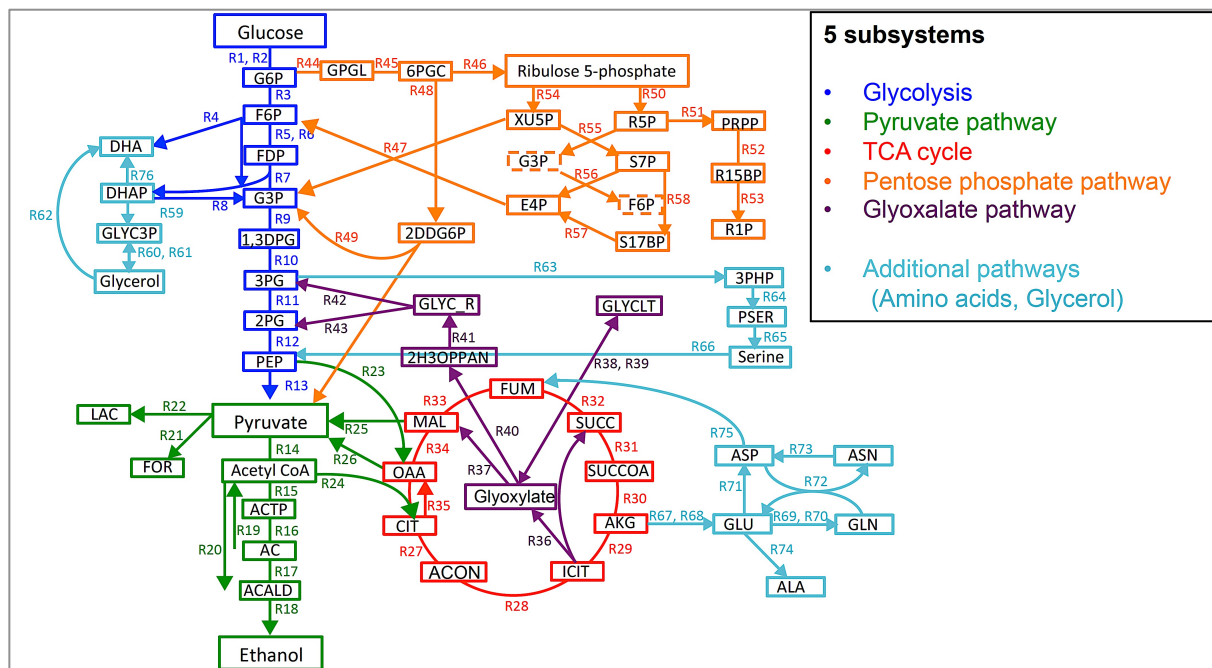 Glucose
R1, R2
G6P
R44
GPGL
R45
6PGC
R46
Ribulose 5-phosphate
R3
R48
R54
R50
F6P
R4
R5, R6
XU5P
R55
R5P
R51
PRPP
DHA
FDP
R47
G3P
S7P
R52
R76
R7
R56
R15BP
DHAP
R59
R8
G3P
E4P
F6P
R58
R53
R62
R9
R57
GLYC3P
1,3DPG
R49
2DDG6P
S17BP
R1P
R60, R61
R10
Glycerol
3PG
R63
3PHP
R42
R64
R11
GLYC_R
GLYCLT
2PG
R43
PSER
R12
R41
R65
R66
PEP
2H3OPPAN
Serine
R13
R23
R38, R39
FUM
LAC
R22
Pyruvate
R33
R32
R25
MAL
SUCC
R21
R40
R75
R14
R34
R31
FOR
R26
ASP
R73
ASN
Acetyl CoA
OAA
R37
SUCCOA
R24
R71
R72
R15
Glyoxylate
R30
ACTP
R35
R67, R68
R69, R70
R19
R16
CIT
AKG
GLU
GLN
R20
R36
AC
R27
R29
R74
R17
ACON
ICIT
ACALD
ALA
R18
R28
Ethanol
5 subsystems
• Glycolysis
• Pyruvate pathway
• TCA cycle
• Pentose phosphate pathway
• Glyoxalate pathway
• Additional pathways
(Amino acids, Glycerol)